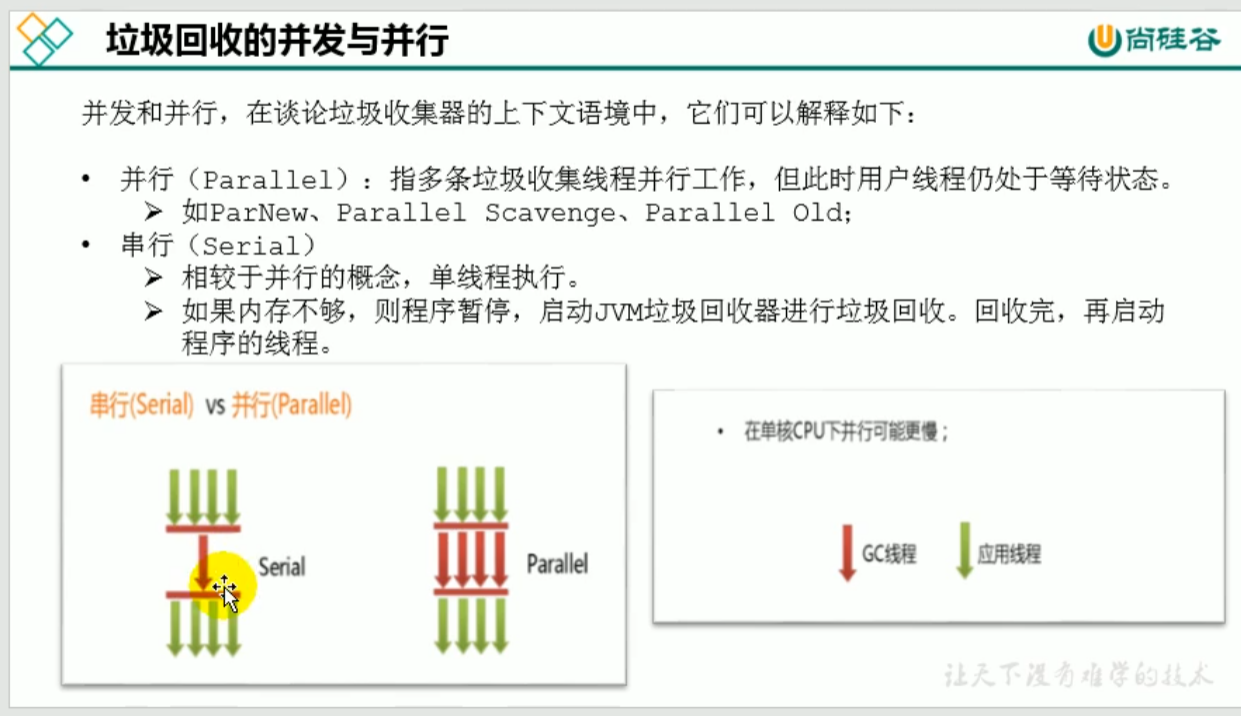 垃圾回收的并发与并行
尚硅谷
并发和并行，在谈论垃圾收集器的上下文语境中，它们可以解释如下：
• 并行（Parallel）：指多条垃圾收集线程并行工作，但此时用户线程仍处于等待状态。
➢ 如ParNew、Parallel Scavenge、Parallel Old；
• 串行（Serial）
➢ 相较于并行的概念，单线程执行。
➢ 如果内存不够，则程序暂停，启动JVM垃圾回收器进行垃圾回收。回收完，再启动
程序的线程。
串行(Serial) vs 并行(Parallel)
Serial
Parallel
• 在单核CPU下并行可能更慢；
GC线程
应用线程
让天下没有难学的技术